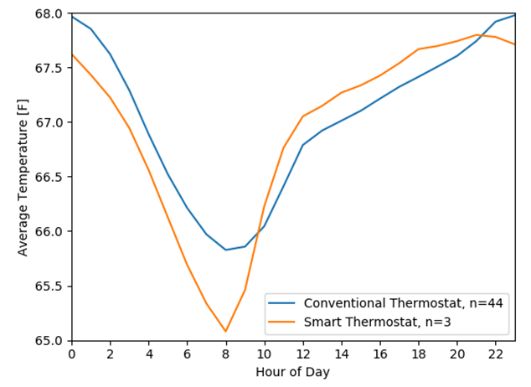 68.0
67.5
67.0
66.5
66.0
65.5
65.0
Average Temperature [F]
Conventional Thermostat, n=44
Smart Thermostat, n=3
0 2 4 6 8 10 12 14 16 18 20 22
Hour of Day